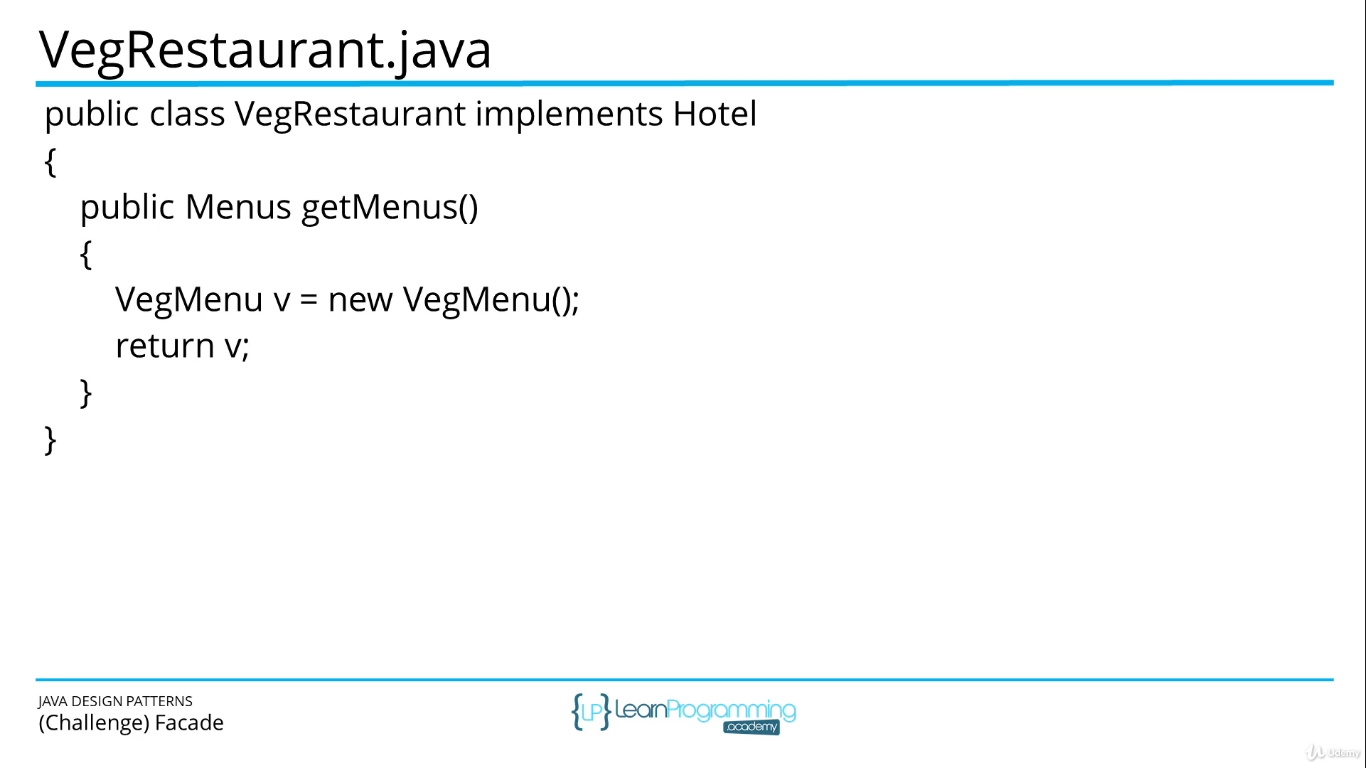 VegRestaurant.java
public class VegRestaurant implements Hotel
{
public Menus getMenus()
{
VegMenu v = new VegMenu();
return v;
}
}
JAVA DESIGN PATTERNS
(Challenge) Facade
{LP} LearnProgramming
.academy
Udemy